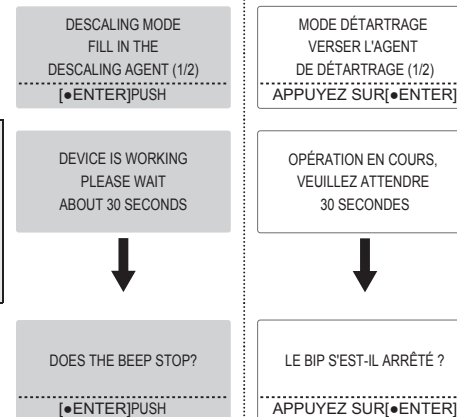 DESCALING MODE
FILL IN THE
DESCALING AGENT (1/2)
[●ENTER]PUSH
DEVICE IS WORKING
PLEASE WAIT
ABOUT 30 SECONDS
DOES THE BEEP STOP?
[●ENTER]PUSH
MODE DÉTARTRAGE
VERSER L'AGENT
DE DÉTARTRAGE (1/2)
APPUYEZ SUR[●ENTER]
OPÉRATION EN COURS,
VEUILLEZ ATTENDRE
30 SECONDES
LE BIP S'EST-IL ARRÊTÉ ?
APPUYEZ SUR[●ENTER]